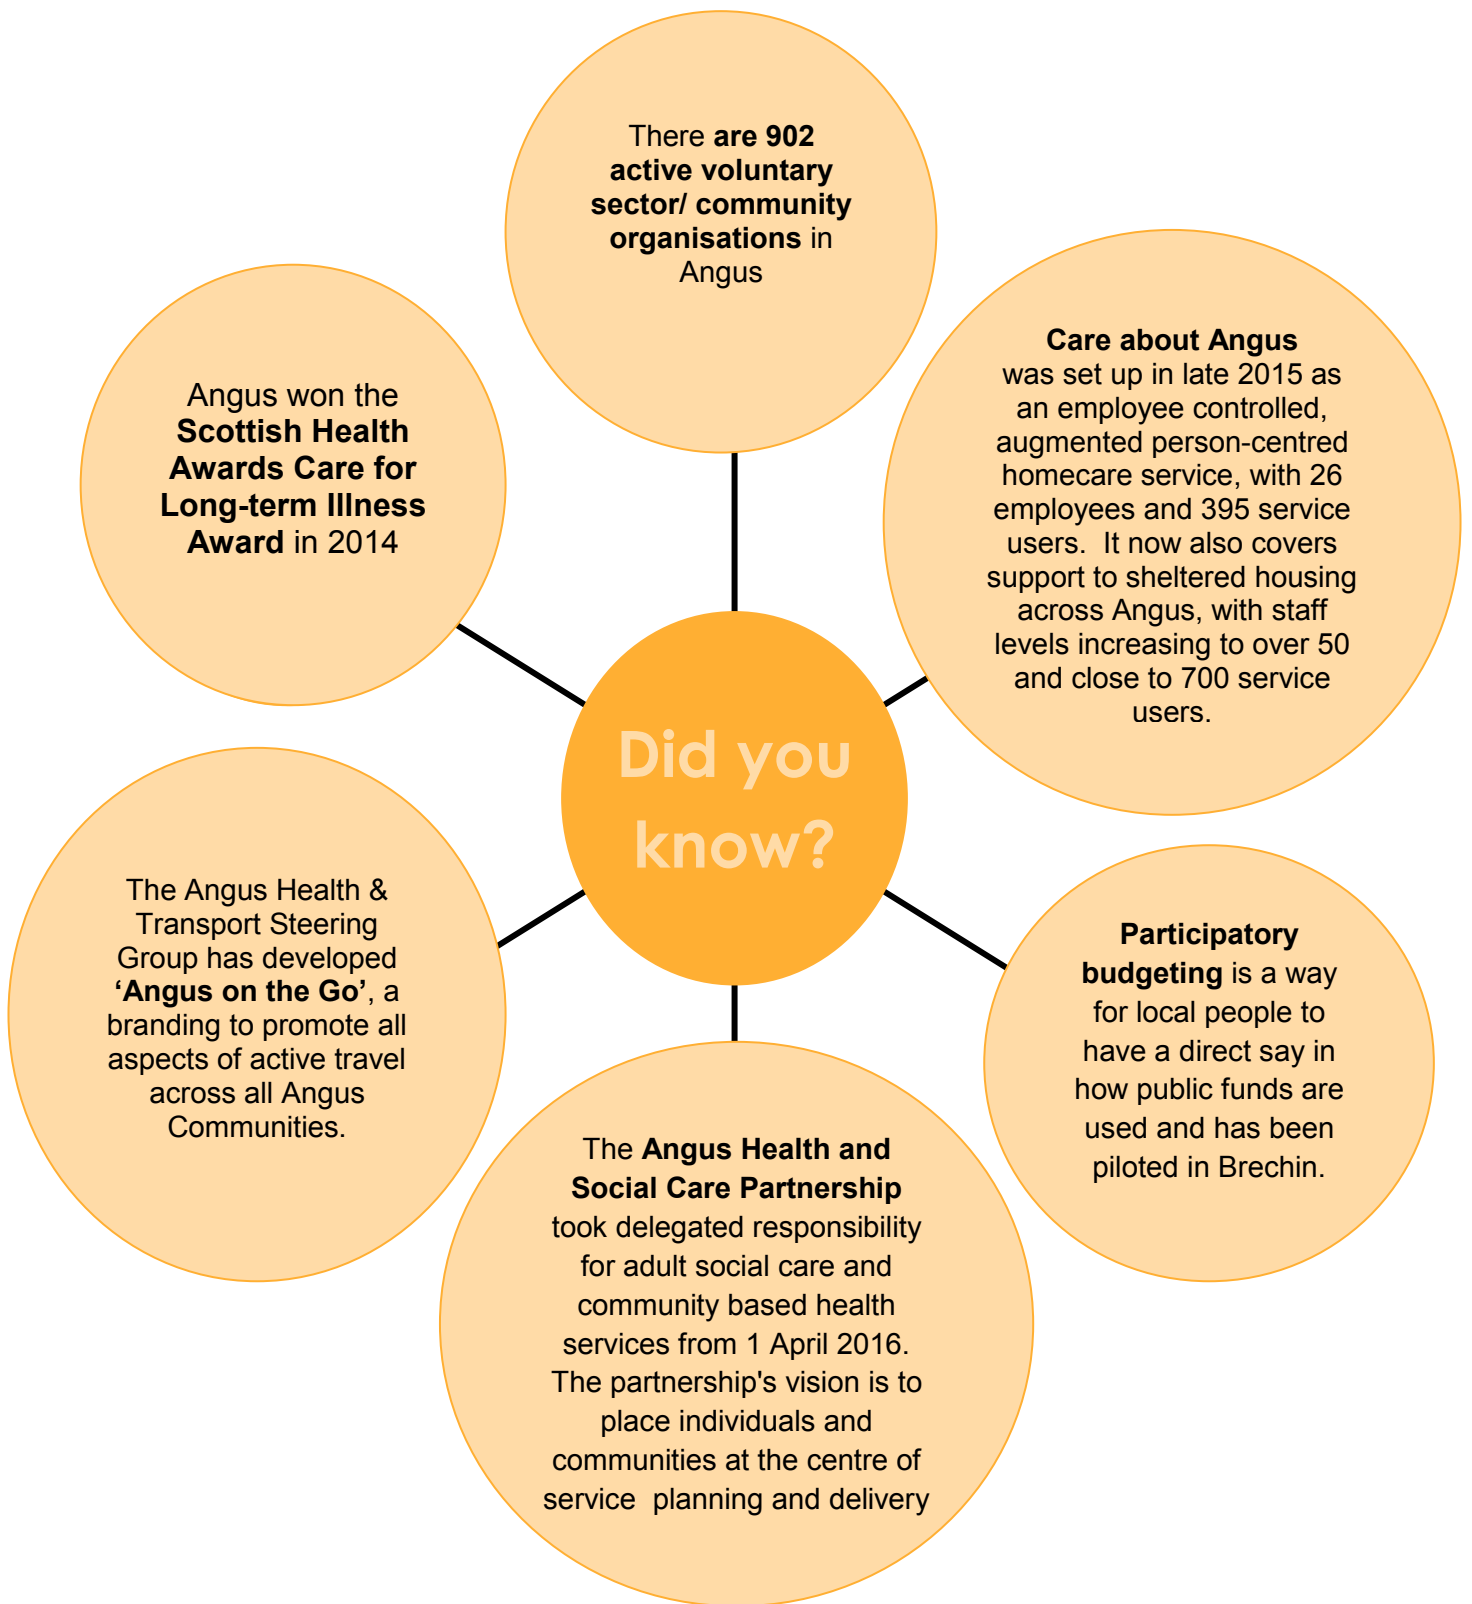 There are 902
active voluntary
sector/ community
organisations in
Angus
Care about Angus
was set up in late 2015 as
an employee controlled,
augmented person-centred
homecare service, with 26
employees and 395 service
users.  It now also covers
support to sheltered housing
across Angus, with staff
levels increasing to over 50
and close to 700 service
users.
Angus won the
Scottish Health
Awards Care for
Long-term Illness
Award in 2014
Did you
know?
The Angus Health &
Transport Steering
Group has developed
‘Angus on the Go’, a
branding to promote all
aspects of active travel
across all Angus
Communities.
Participatory
budgeting is a way
for local people to
have a direct say in
how public funds are
used and has been
piloted in Brechin.
The Angus Health and
Social Care Partnership
took delegated responsibility
for adult social care and
community based health
services from 1 April 2016.
The partnership's vision is to
place individuals and
communities at the centre of
service  planning and delivery